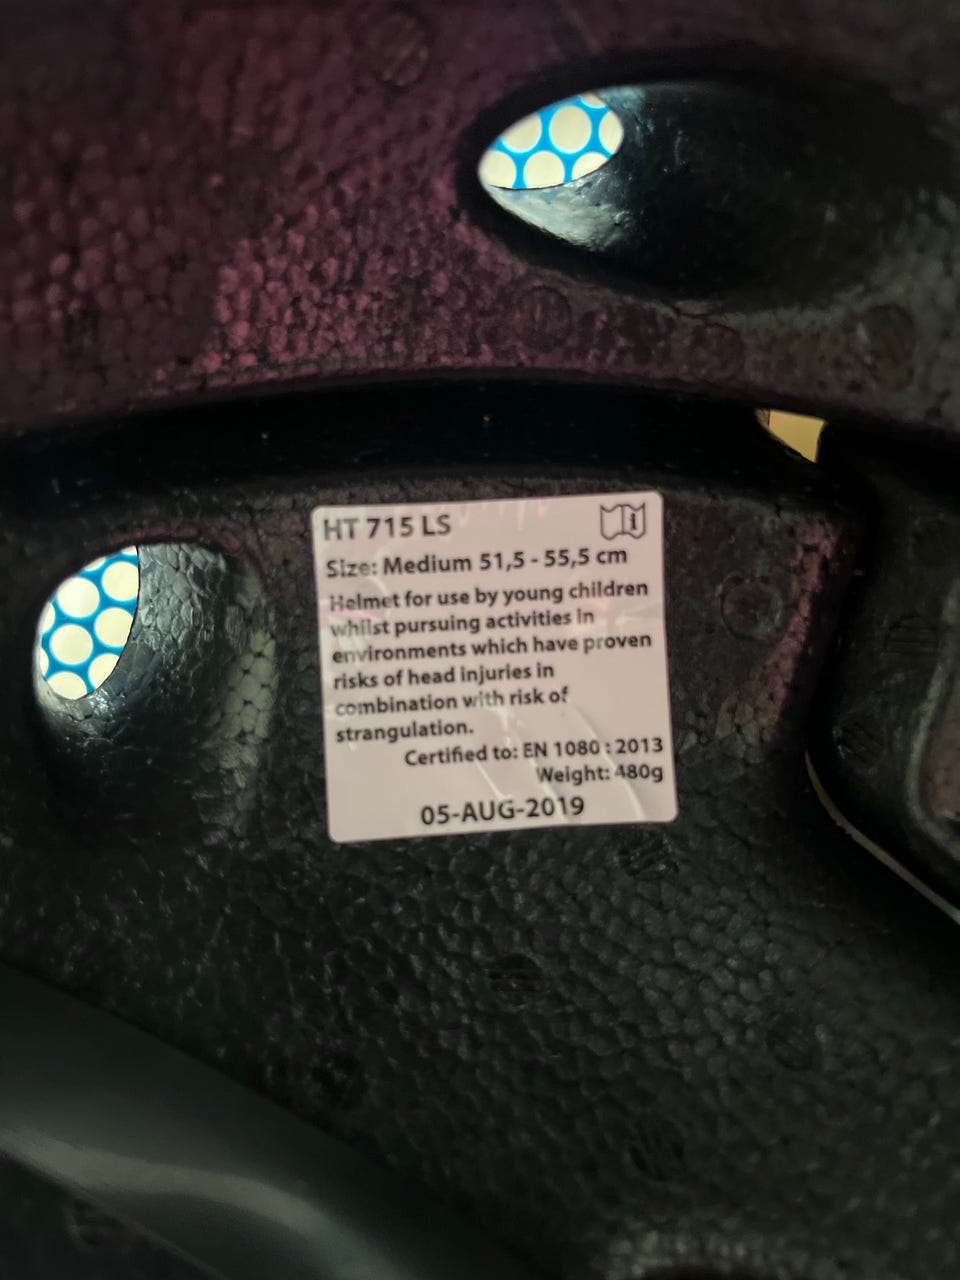 HT 715 LS
Size: Medium 51,5 - 55,5 cm
Helmet for use by young children
whilst pursuing activities in
environments which have proven
risks of head injuries in
combination with risk of
strangulation.
Certified to: EN 1080 : 2013
Weight: 480g
05-AUG-2019